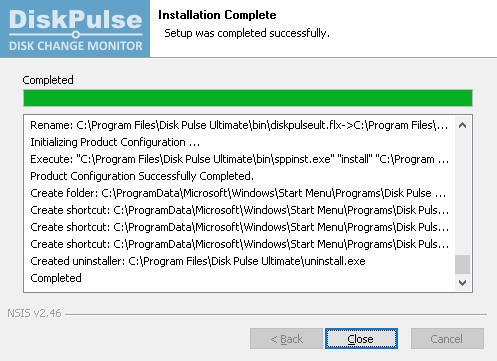 DiskPulse
DISK CHANGE MONITOR
Installation Complete
Setup was completed successfully.
Completed
Rename: C:\Program Files\Disk Pulse Ultimate\bin\diskpulseult.flx->C:\Program Files\...
Initializing Product Configuration ...
Execute: "C:\Program Files\Disk Pulse Ultimate\bin\sppinst.exe" "install" "C:\Program ...
Product Configuration Successfully Completed.
Create folder: C:\ProgramData\Microsoft\Windows\Start Menu\Programs\Disk Pulse ...
Create shortcut: C:\ProgramData\Microsoft\Windows\Start Menu\Programs\Disk Puls...
Create shortcut: C:\ProgramData\Microsoft\Windows\Start Menu\Programs\Disk Puls...
Create shortcut: C:\ProgramData\Microsoft\Windows\Start Menu\Programs\Disk Puls...
Created uninstaller: C:\Program Files\Disk Pulse Ultimate\uninstall.exe
Completed
NSIS v2.46
< Back
Close
Cancel